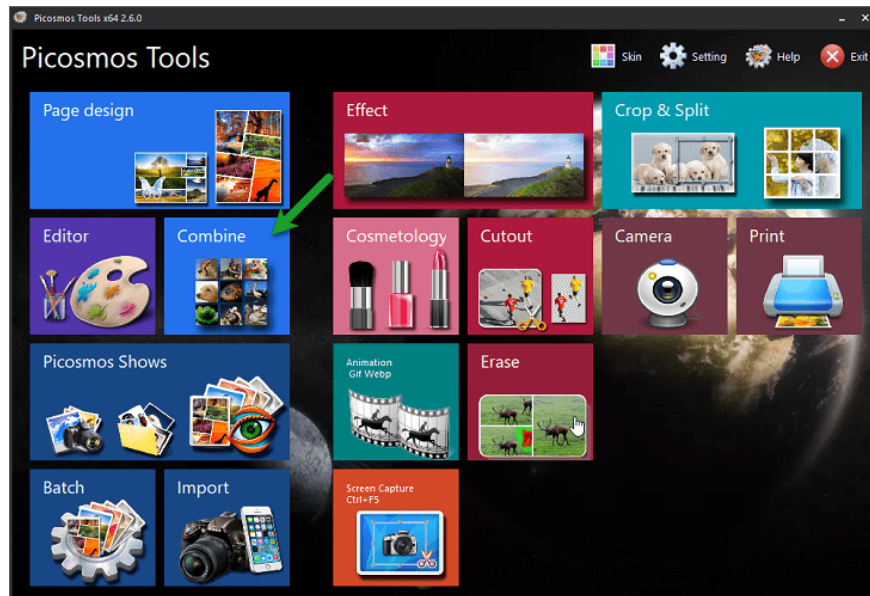 Picosmos Tools x64 2.6.0
Picosmos Tools
Skin
Setting
Help
Exit
Page design
Effect
Crop & Split
Editor
Combine
Cosmetology
Cutout
Camera
Print
Picosmos Shows
Animation
Gif Webp
Erase
Batch
Import
Screen Capture
Ctrl+F5